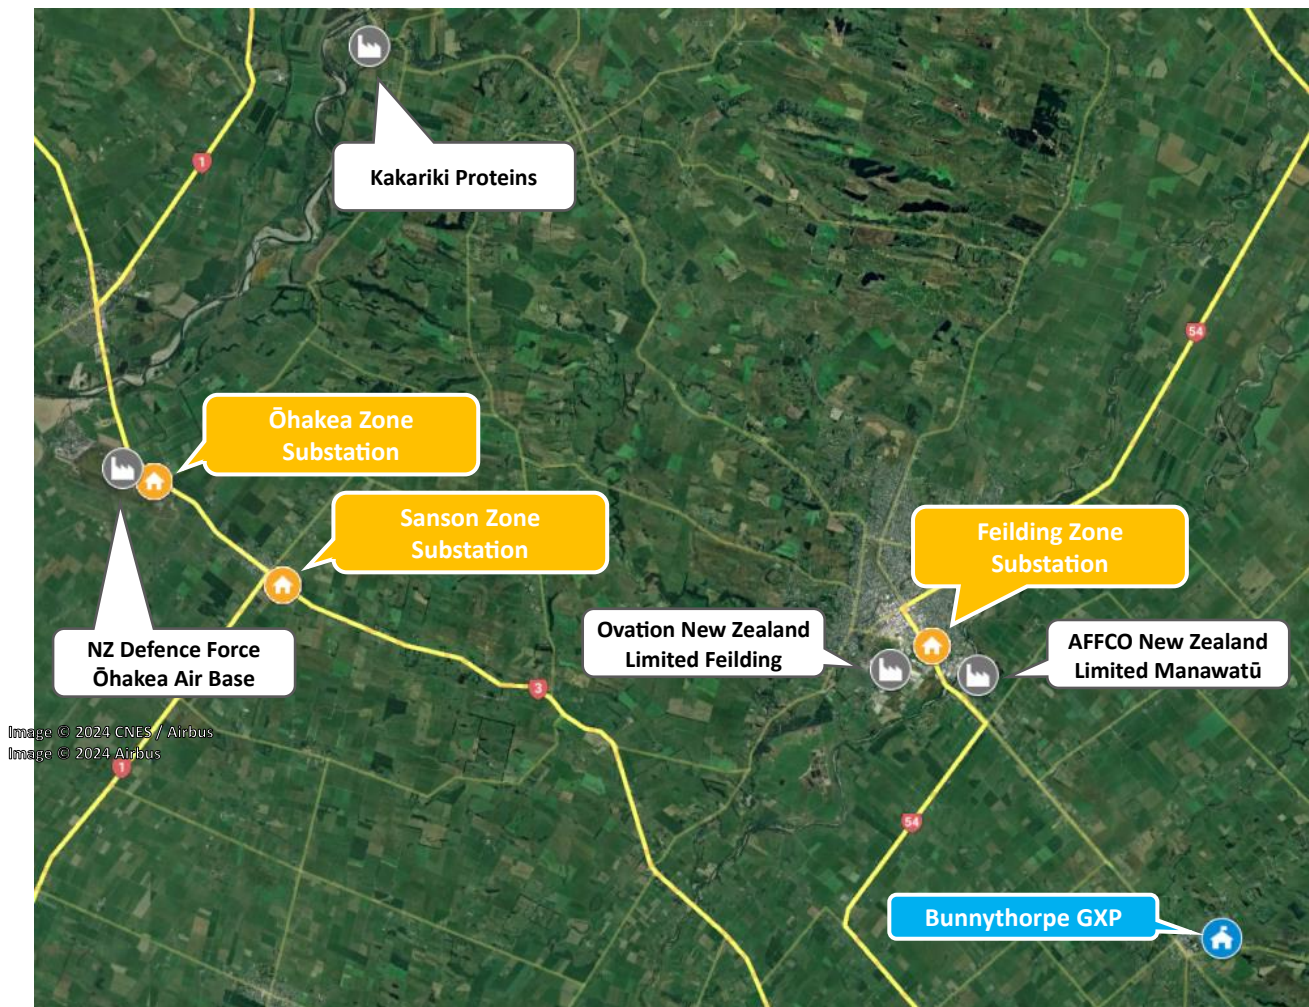 1
Kakariki Proteins
54
Ōhakea Zone
Substation
Sanson Zone
Substation
Feilding Zone
Substation
NZ Defence Force
Ōhakea Air Base
Ovation New Zealand
Limited Feilding
AFFCO New Zealand
Limited Manawatū
3
Image © 2024 CNES / Airbus
Image © 2024 Airbus
1
54
Bunnythorpe GXP